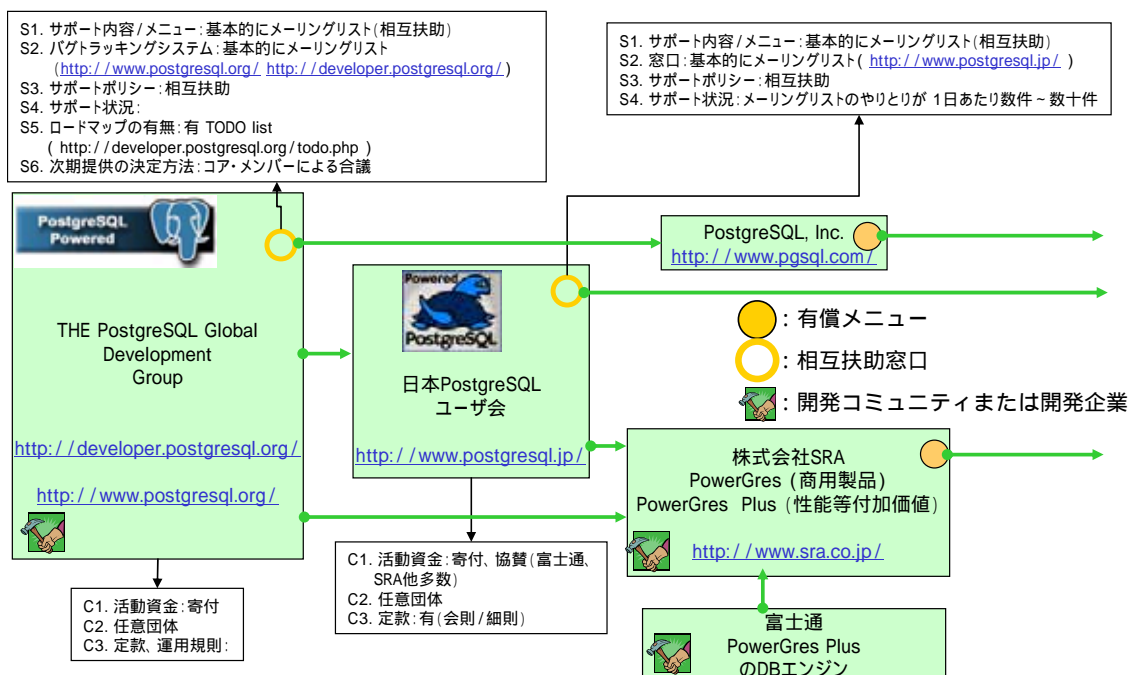 S1. サポート内容/メニュー：基本的にメーリングリスト(相互扶助)
S2. バグトラッキングシステム：基本的にメーリングリスト
(http://www.postgresql.org/ http://developer.postgresql.org/)
S3. サポートポリシー：相互扶助
S4. サポート状況：
S5. ロードマップの有無：有 TODO list
( http://developer.postgresql.org/todo.php )
S6. 次期提供の決定方法：コア・メンバーによる合議
S1. サポート内容/メニュー：基本的にメーリングリスト(相互扶助)
S2. 窓口：基本的にメーリングリスト( http://www.postgresql.jp/ )
S3. サポートポリシー：相互扶助
S4. サポート状況：メーリングリストのやりとりが 1日あたり数件～数十件
PostgreSQL
Powered
THE PostgreSQL Global
Development
Group
http://developer.postgresql.org/
http://www.postgresql.org/
Powered
PostgreSQL
日本PostgreSQL
ユーザ会
http://www.postgresql.jp/
PostgreSQL, Inc.
http://www.pgsql.com/
：有償メニュー
：相互扶助窓口
：開発コミュニティまたは開発企業
株式会社SRA
PowerGres (商用製品)
PowerGres Plus (性能等付加価値)
http://www.sra.co.jp/
C1. 活動資金：寄付
C2. 任意団体
C3. 定款、運用規則：
C1. 活動資金：寄付、協賛(富士通、
SRA他多数)
C2. 任意団体
C3. 定款：有(会則/細則)
富士通
PowerGres Plus
のDBエンジン